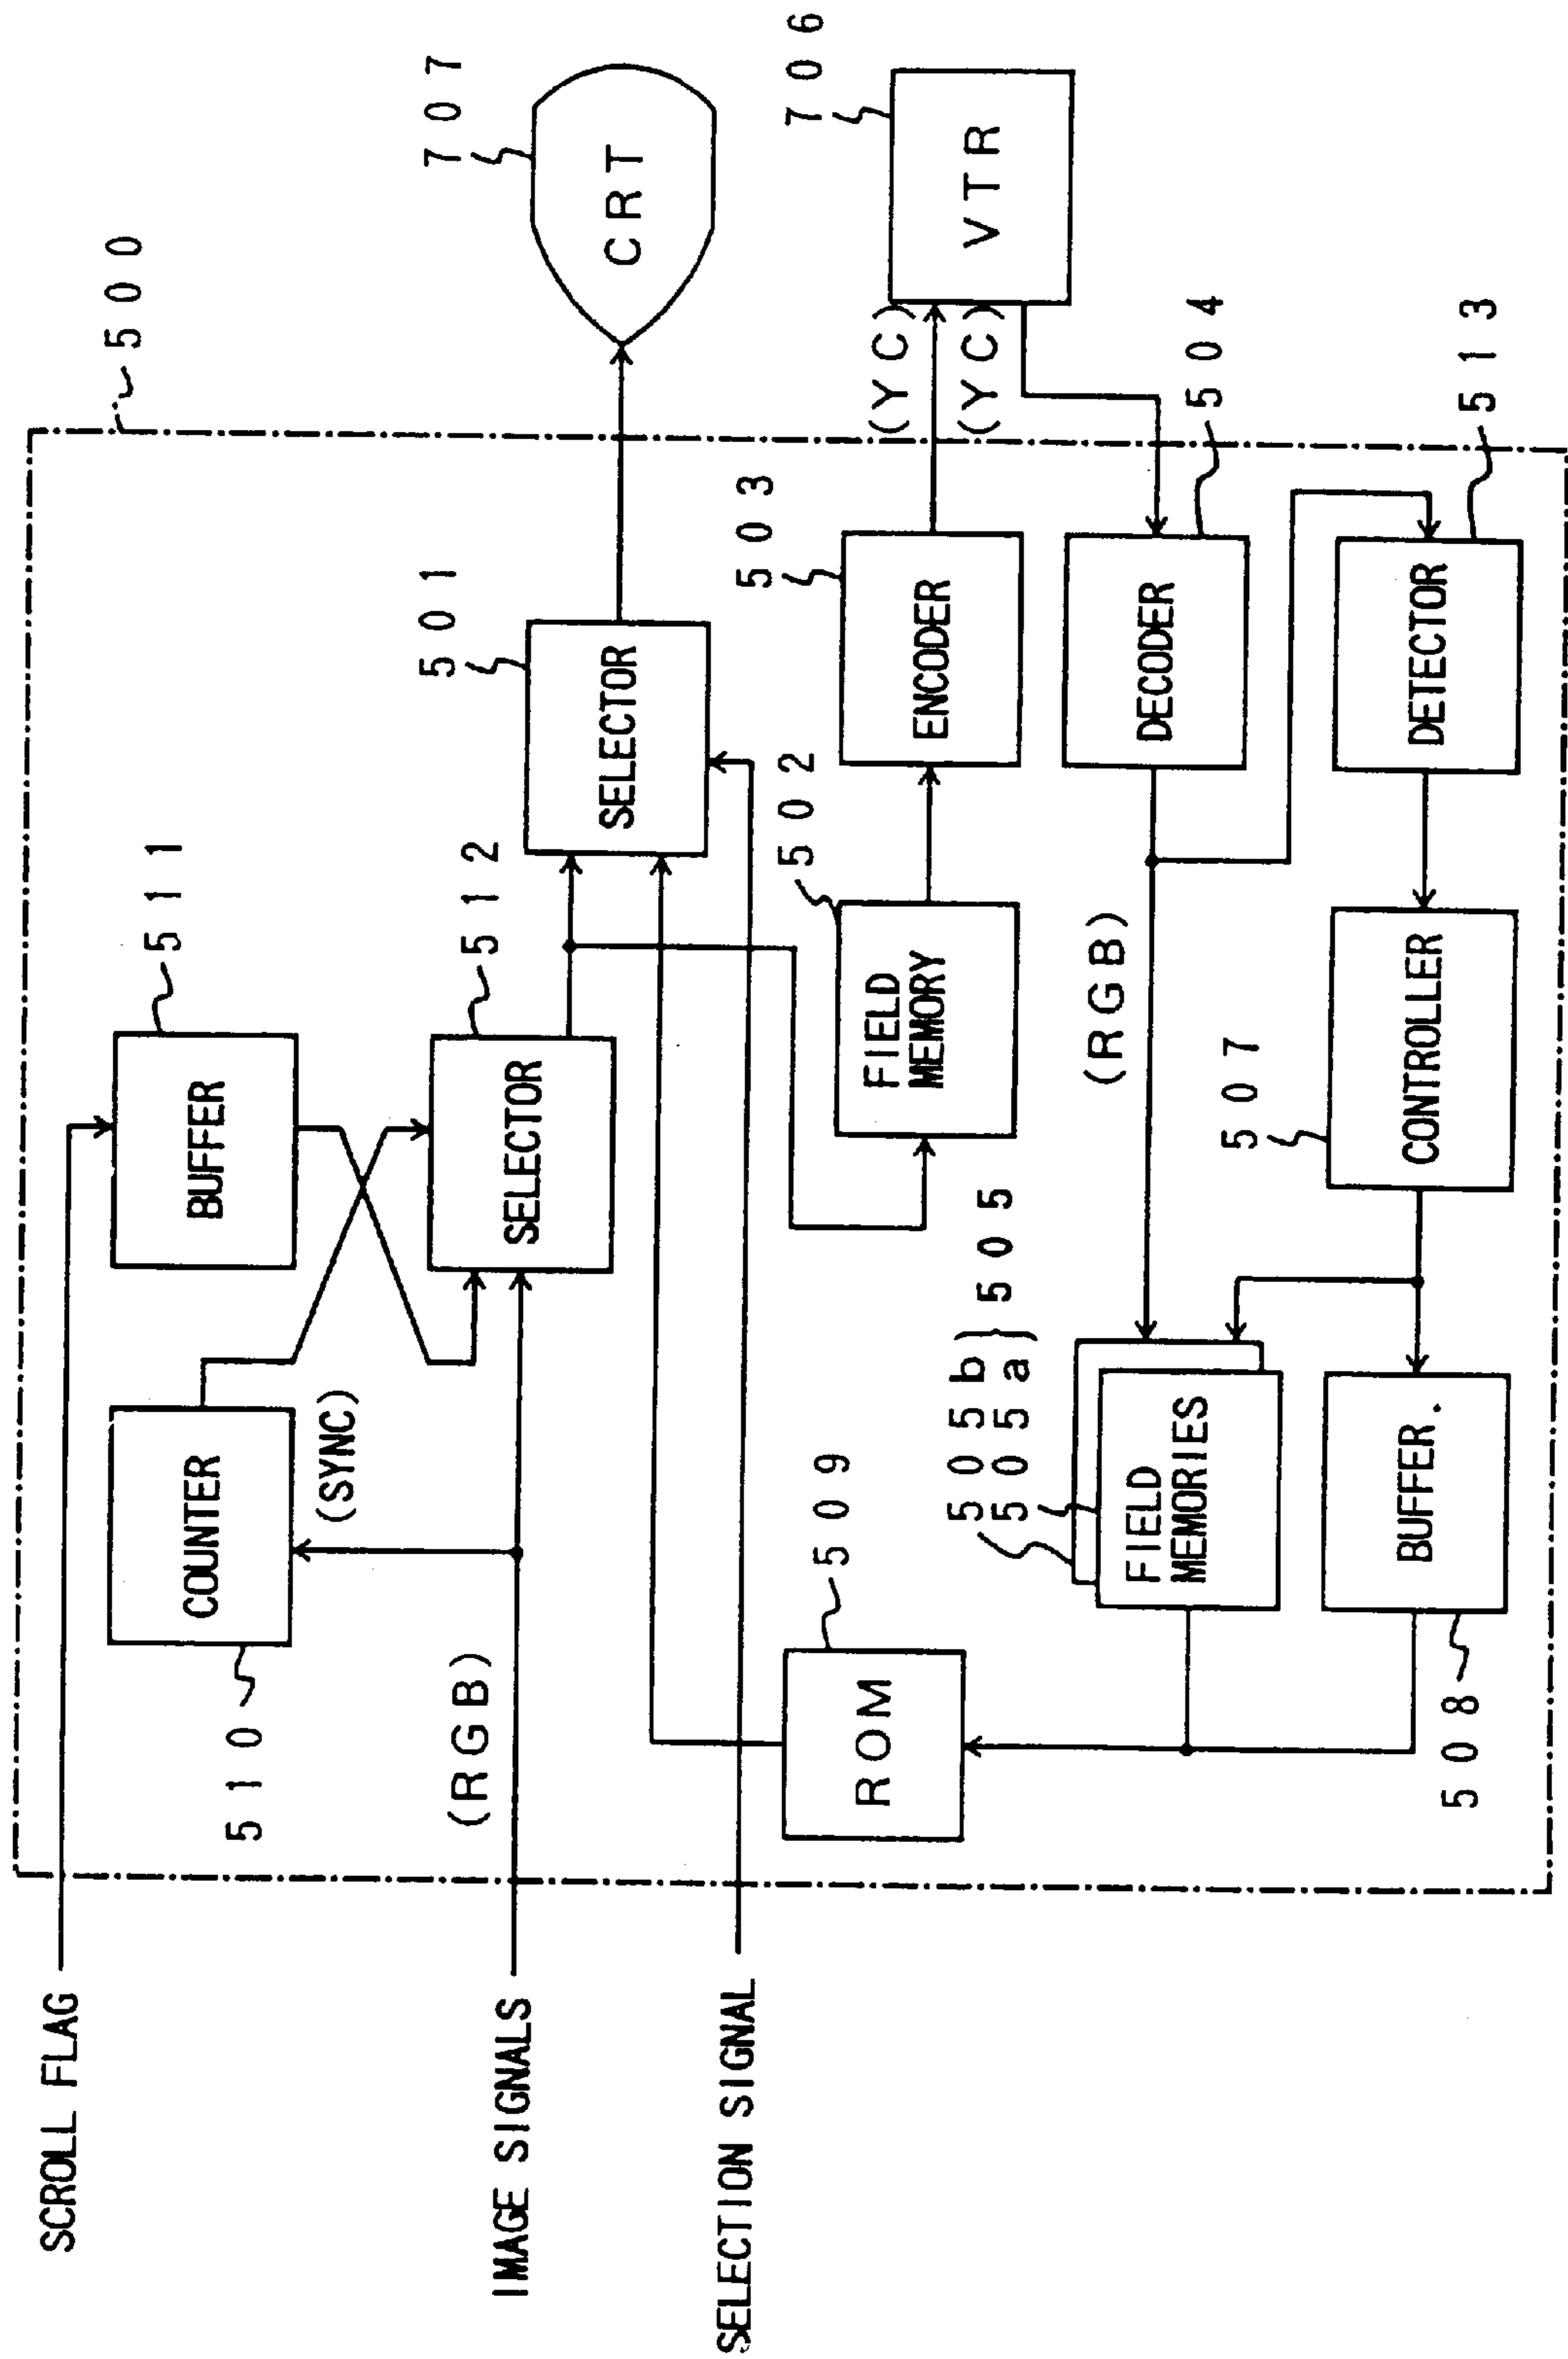 500
SCROLL FLAG
BUFFER
511
COUNTER
510
(SYNC)
SELECTOR
512
SELECTOR
501
CRT
707
IMAGE SIGNALS
(RGB)
SELECTION SIGNAL
ROM
509
FIELD
MEMORY
502
ENCODER
503
(YC)
(YC)
VTR
706
505b
505a
}505
FIELD
MEMORIES
(RGB)
DECODER
504
BUFFER.
508
CONTROLLER
507
DETECTOR
513